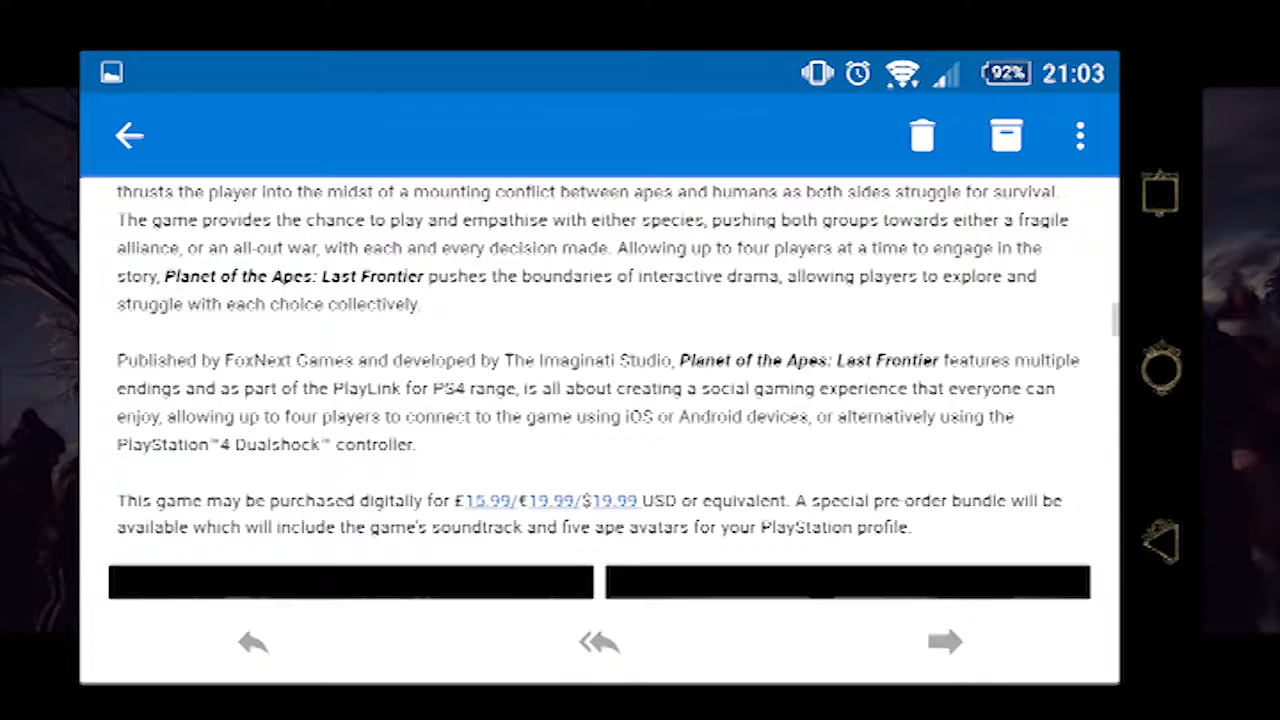 92% 21:03
thrusts the player into the midst of a mounting conflict between apes and humans as both sides struggle for survival.
The game provides the chance to play and empathise with either species, pushing both groups towards either a fragile
alliance, or an all-out war, with each and every decision made. Allowing up to four players at a time to engage in the
story, Planet of the Apes: Last Frontier pushes the boundaries of interactive drama, allowing players to explore and
struggle with each choice collectively.
Published by FoxNext Games and developed by The Imaginati Studio, Planet of the Apes: Last Frontier features multiple
endings and as part of the PlayLink for PS4 range, is all about creating a social gaming experience that everyone can
enjoy, allowing up to four players to connect to the game using iOS or Android devices, or alternatively using the
PlayStation™4 Dualshock™ controller.
This game may be purchased digitally for £15.99/€19.99/$19.99 USD or equivalent. A special pre-order bundle will be
available which will include the game's soundtrack and five ape avatars for your PlayStation profile.